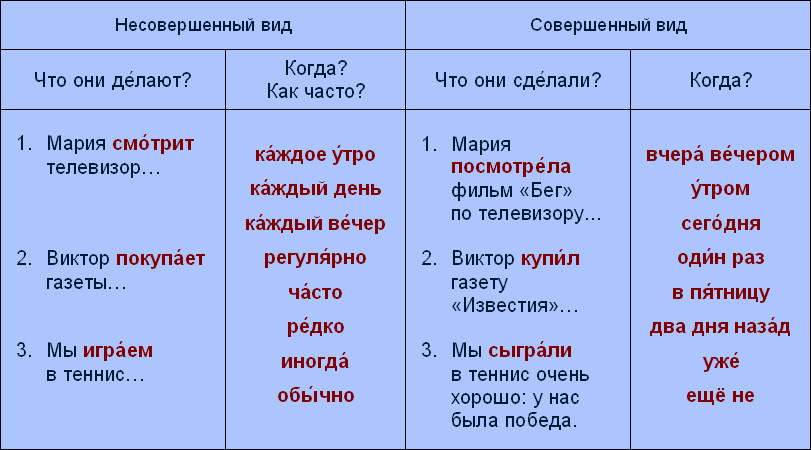 Несовершенный вид
Совершенный вид
Что они де́лают?
Когда?
Как часто?
Что они сде́лали?
Когда?
1. Мария смо́трит
телевизор…
2. Виктор покупа́ет
газеты…
3. Мы игра́ем
в теннис…
ка́ждое у́тро
ка́ждый день
ка́ждый ве́чер
регуля́рно
ча́сто
ре́дко
иногда́
обы́чно
1. Мария
посмотре́ла
фильм «Бег»
по телевизору…
2. Виктор купи́л
газету
«Известия»…
3. Мы сыгра́ли
в теннис очень
хорошо: у нас
была победа.
вчера́ ве́чером
у́тром
сего́дня
оди́н раз
в пя́тницу
два дня наза́д
уже́
ещё не